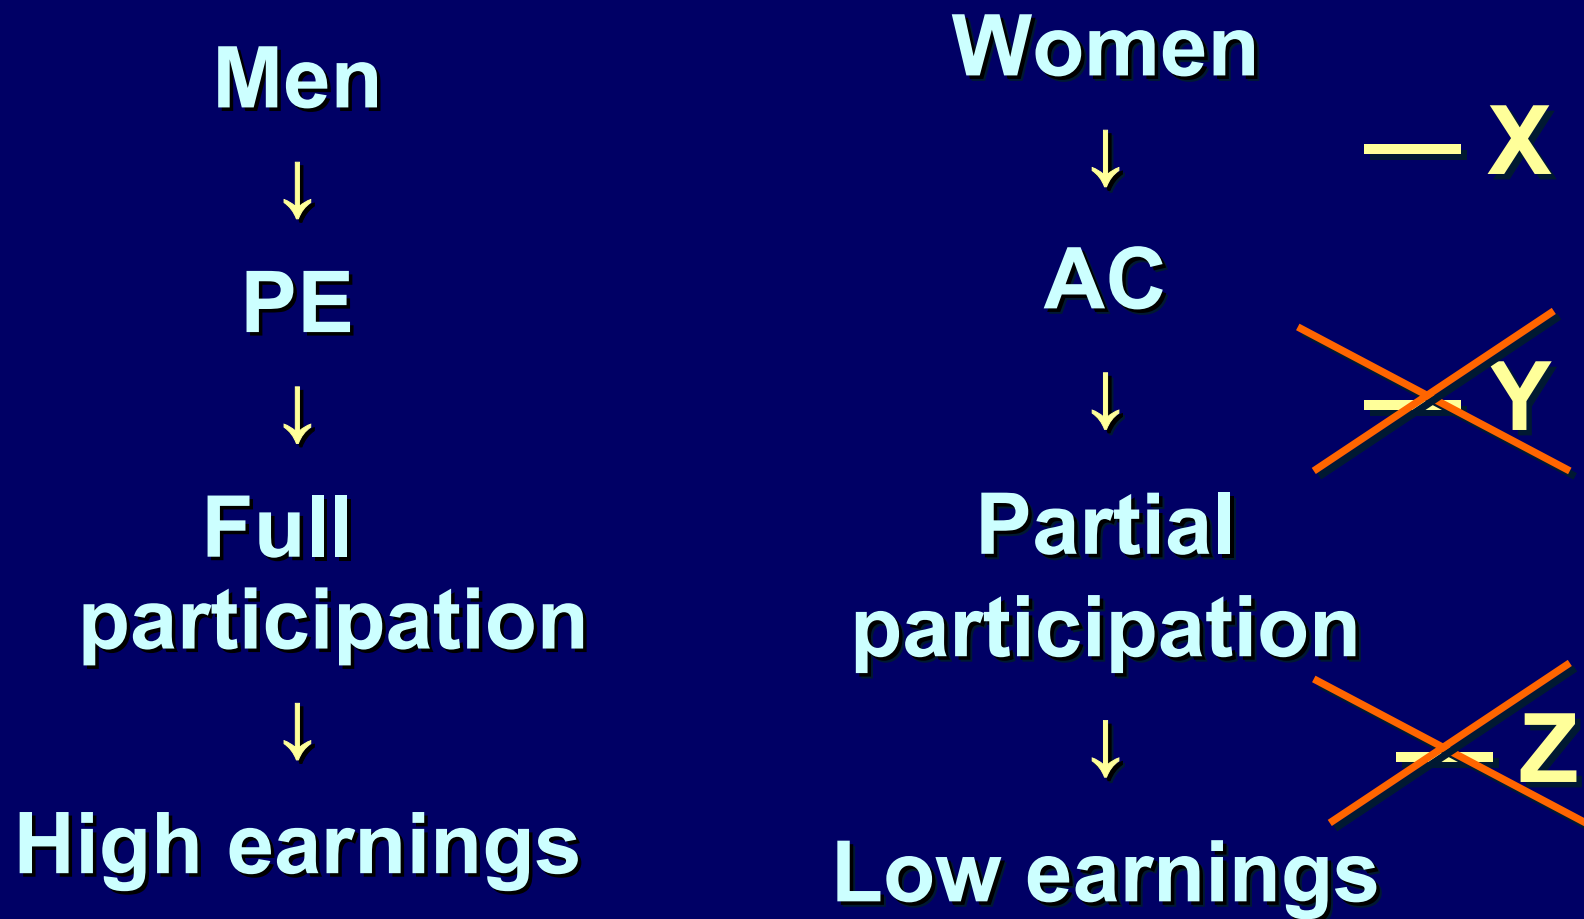 Men
↓
PE
↓
Full
participation
↓
High earnings
Women
↓
AC
↓
Partial
participation
↓
Low earnings
— X
— Y
— Z